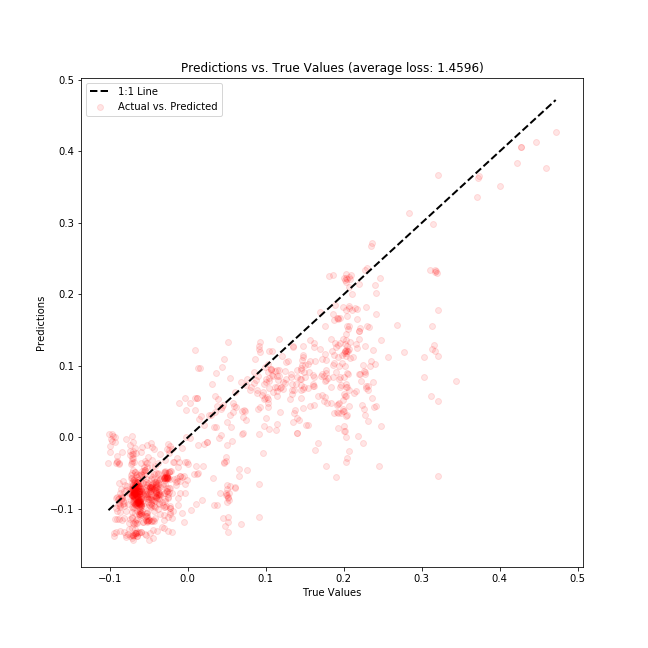 Predictions vs. True Values (average loss: 1.4596)
1:1 Line
Actual vs. Predicted
0.5
0.4
0.3
0.2
0.1
0.0
−0.1
Predictions
−0.1 0.0 0.1 0.2 0.3 0.4 0.5
True Values